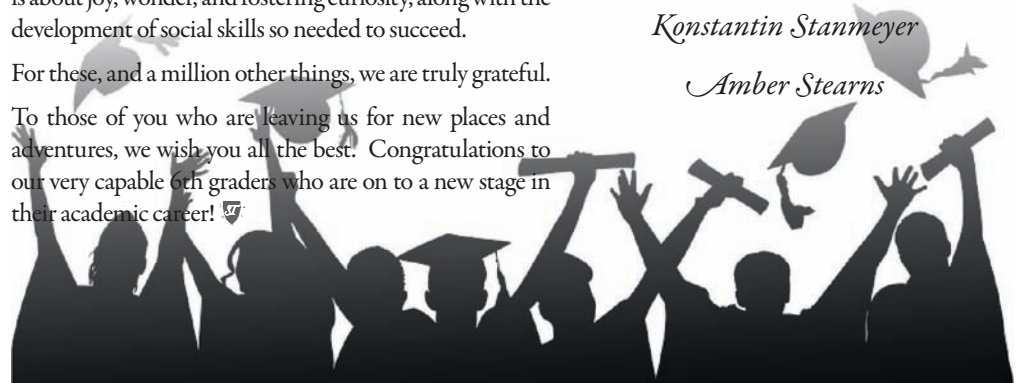 is about joy, wonder, and fostering curiosity, along with the
development of social skills so needed to succeed.
For these, and a million other things, we are truly grateful.
To those of you who are leaving us for new places and
adventures, we wish you all the best. Congratulations to
our very capable 6th graders who are on to a new stage in
their academic career!
Konstantin Stanmeyer
Amber Stearns